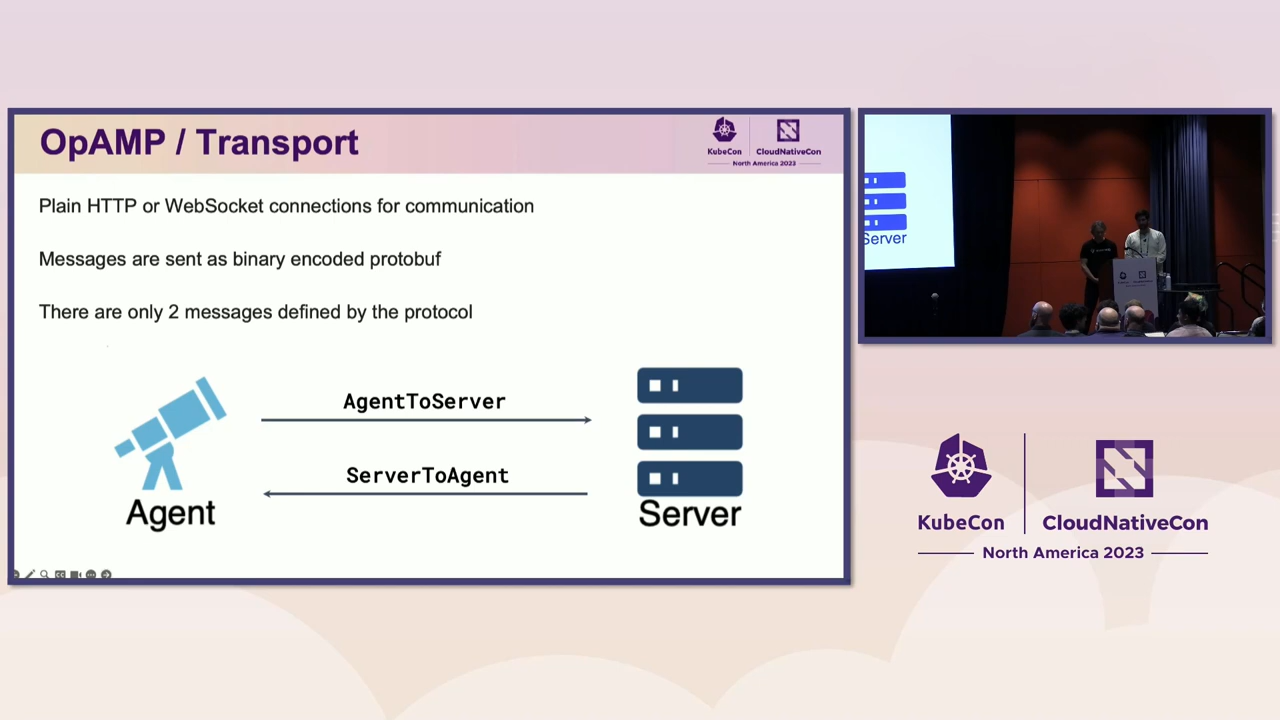 OpAMP / Transport
KubeCon
CloudNativeCon
North America 2023
Plain HTTP or WebSocket connections for communication
Messages are sent as binary encoded protobuf
There are only 2 messages defined by the protocol
AgentToServer
ServerToAgent
Agent
Server
Server
KubeCon
CloudNativeCon
North America 2023